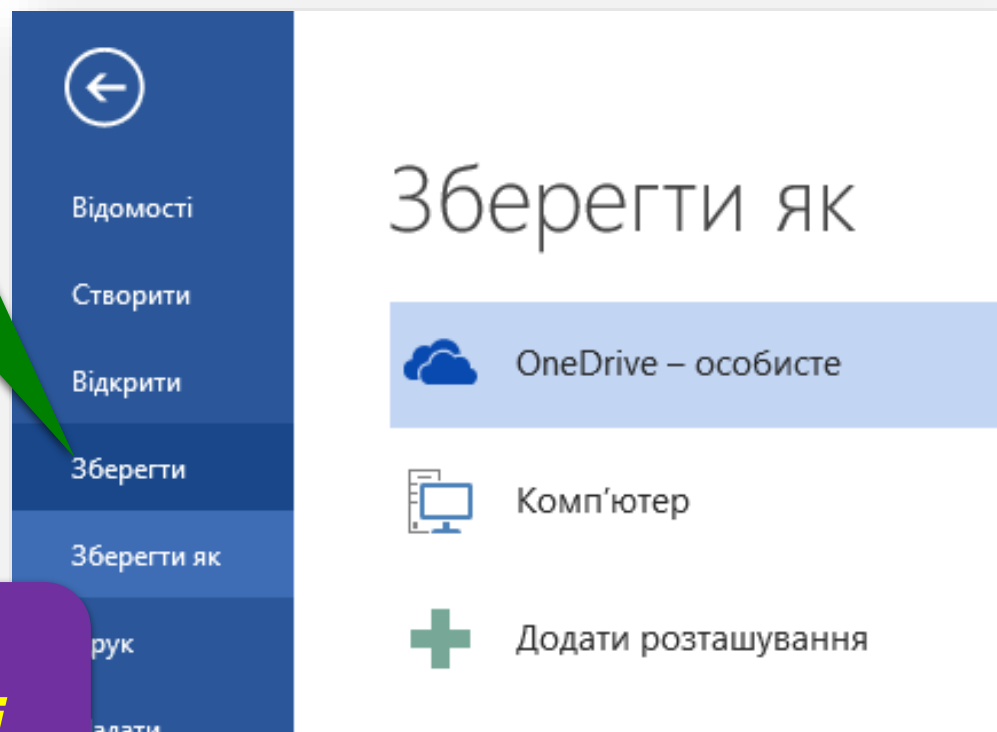 Відомості
Створити
Відкрити
Зберегти
Зберегти як
Зберегти як
OneDrive – особисте
Комп’ютер
Додати розташування